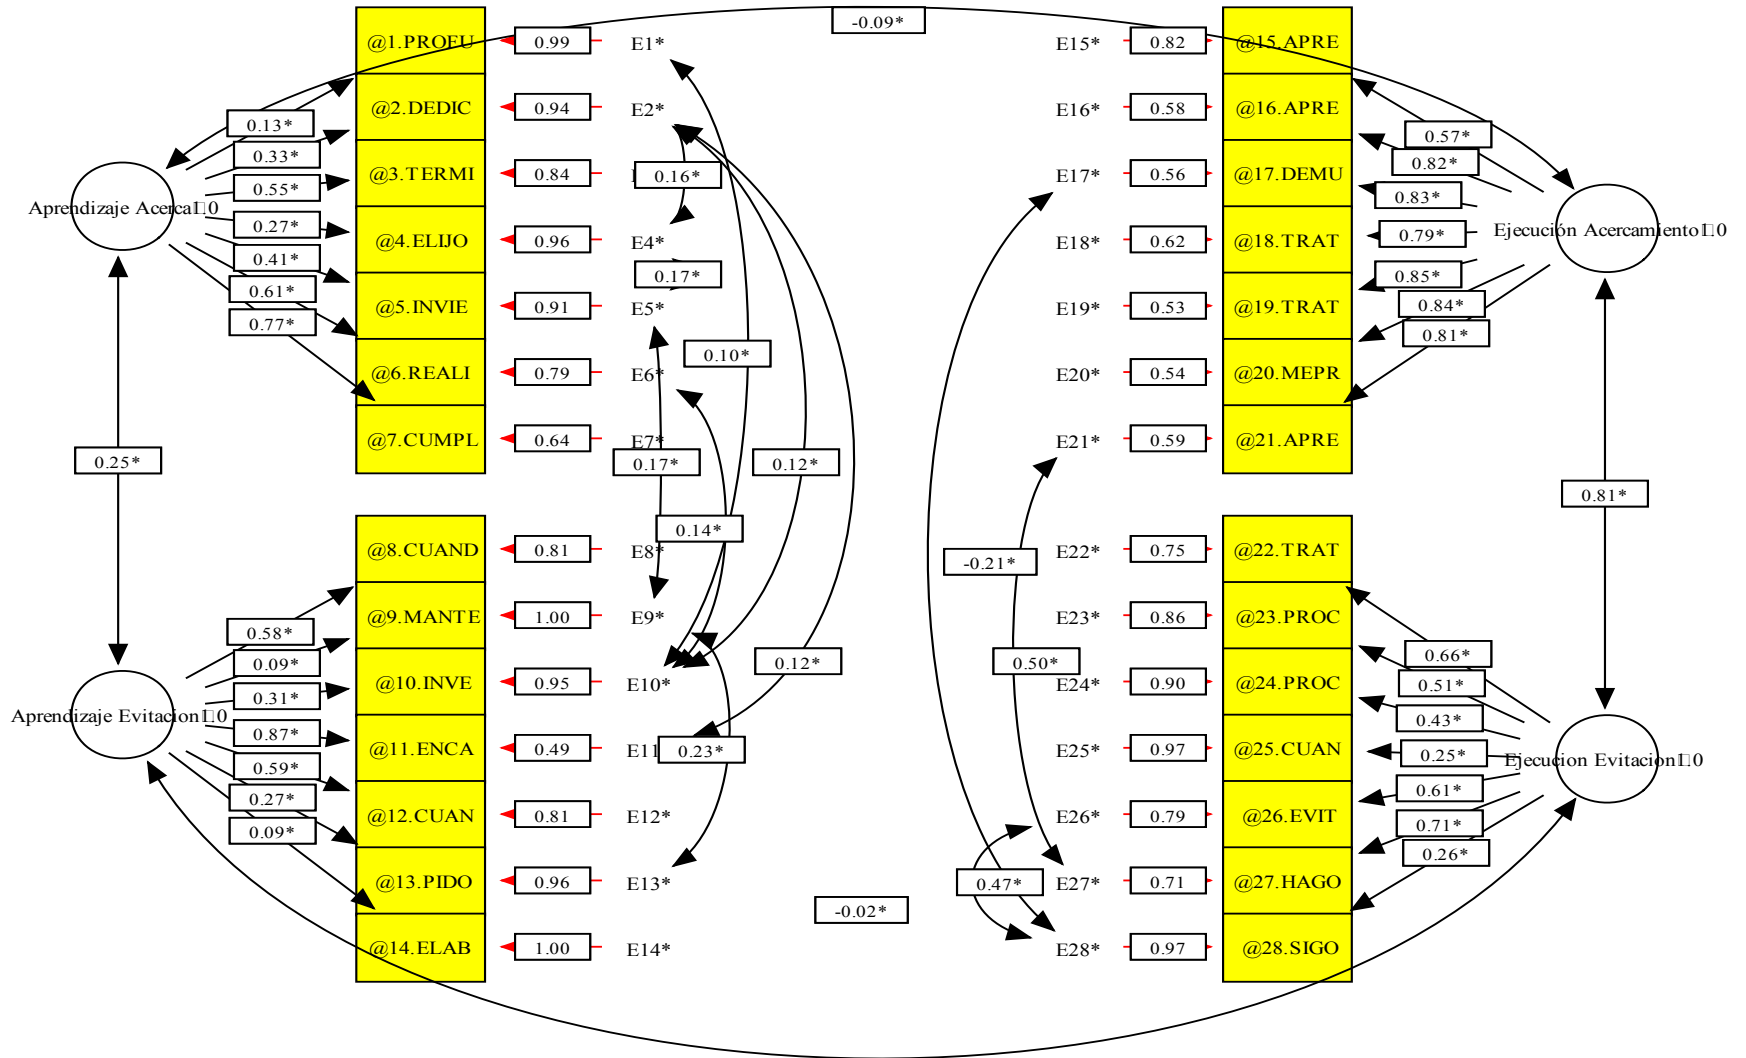 -0.09*
@1.PROFU 0.99 E1*
@2.DEDIC 0.94 E2*
@3.TERMI 0.84
@4.ELIJO 0.96 E4*
@5.INVIE 0.91 E5*
@6.REALI 0.79 E6*
@7.CUMPL 0.64 E7*
0.13*
0.33*
0.55*
0.27*
0.41*
0.61*
0.77*
Aprendizaje Acerca
0.25*
@8.CUAND 0.81 E8*
@9.MANTE 1.00 E9*
@10.INVE 0.95 E10*
@11.ENCA 0.49 E11
@12.CUAN 0.81 E12*
@13.PIDO 0.96 E13*
@14.ELAB 1.00 E14*
0.58*
0.09*
0.31*
0.87*
0.59*
0.27*
0.09*
Aprendizaje Evitacion
0.16*
0.17*
0.10*
0.17*
0.12*
0.14*
0.12*
0.23*
-0.02*
E15* 0.82 @15.APRE
E16* 0.58 @16.APRE
E17* 0.56 @17.DEMU
E18* 0.62 @18.TRAT
E19* 0.53 @19.TRAT
E20* 0.54 @20.MEPR
E21* 0.59 @21.APRE
0.57*
0.82*
0.83*
0.79*
0.85*
0.84*
0.81*
Ejecución Acercamiento
0.81*
E22* 0.75 @22.TRAT
E23* 0.86 @23.PROC
E24* 0.90 @24.PROC
E25* 0.97 @25.CUAN
E26* 0.79 @26.EVIT
E27* 0.71 @27.HAGO
E28* 0.97 @28.SIGO
0.66*
0.51*
0.43*
0.25*
0.61*
0.71*
0.26*
Ejecucion Evitacion
-0.21*
0.50*
0.47*